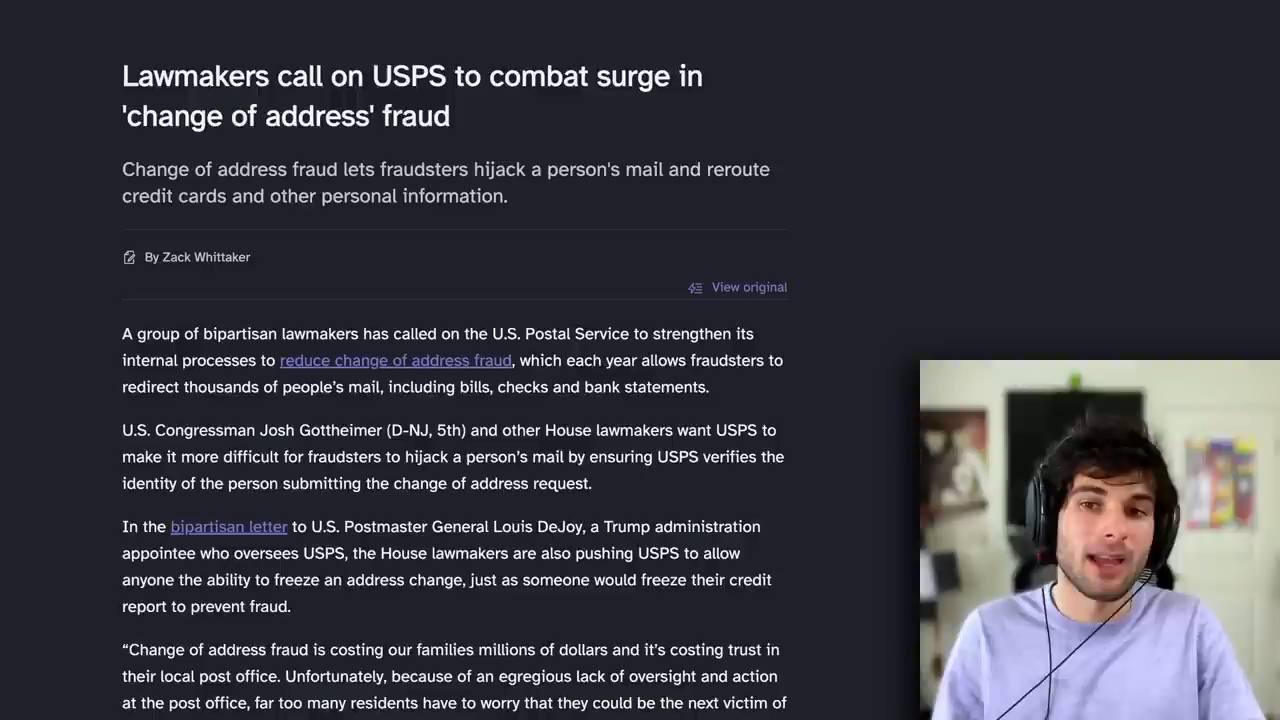 Lawmakers call on USPS to combat surge in
'change of address' fraud
Change of address fraud lets fraudsters hijack a person's mail and reroute
credit cards and other personal information.
By Zack Whittaker
View original
A group of bipartisan lawmakers has called on the U.S. Postal Service to strengthen its
internal processes to reduce change of address fraud, which each year allows fraudsters to
redirect thousands of people’s mail, including bills, checks and bank statements.
U.S. Congressman Josh Gottheimer (D-NJ, 5th) and other House lawmakers want USPS to
make it more difficult for fraudsters to hijack a person’s mail by ensuring USPS verifies the
identity of the person submitting the change of address request.
In the bipartisan letter to U.S. Postmaster General Louis DeJoy, a Trump administration
appointee who oversees USPS, the House lawmakers are also pushing USPS to allow
anyone the ability to freeze an address change, just as someone would freeze their credit
report to prevent fraud.
“Change of address fraud is costing our families millions of dollars and it’s costing trust in
their local post office. Unfortunately, because of an egregious lack of oversight and action
at the post office, far too many residents have to worry that they could be the next victim of